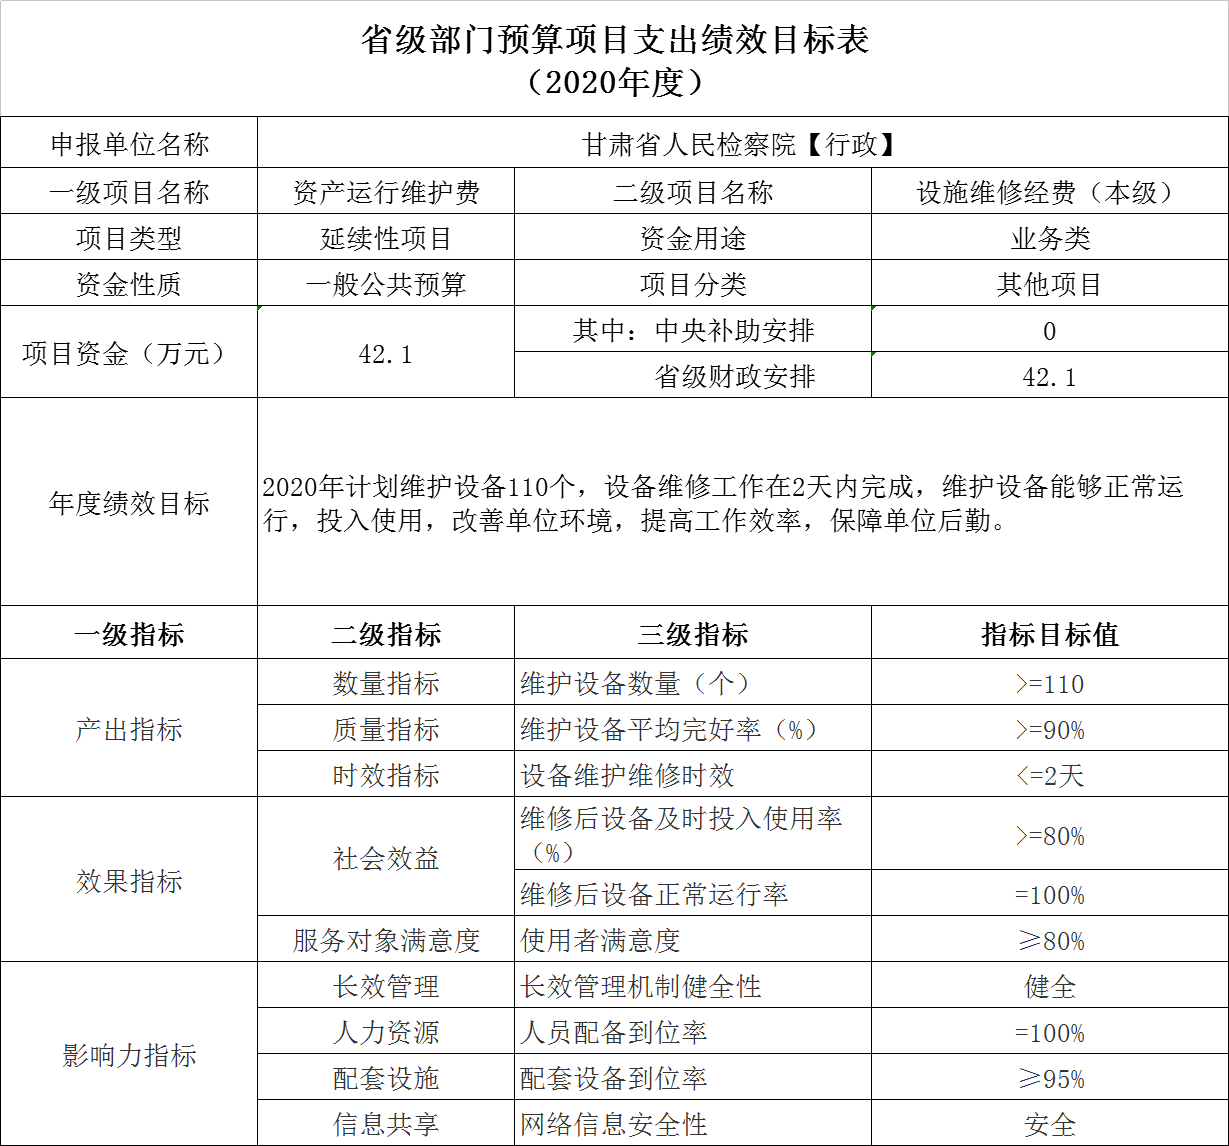 省级部门预算项目支出绩效目标表
（2020年度）
申报单位名称 甘肃省人民检察院【行政】
一级项目名称 资产运行维护费 二级项目名称 设施维修经费（本级）
项目类型 延续性项目 资金用途 业务类
资金性质 一般公共预算 项目分类 其他项目
项目资金（万元） 42.1 其中：中央补助安排 0
省级财政安排 42.1
年度绩效目标
2020年计划维护设备110个，设备维修工作在2天内完成，维护设备能够正常运
行，投入使用，改善单位环境，提高工作效率，保障单位后勤。
一级指标 二级指标 三级指标 指标目标值
产出指标
数量指标 维护设备数量（个） >=110
质量指标 维护设备平均完好率（%） >=90%
时效指标 设备维护维修时效 <=2天
效果指标
社会效益
维修后设备及时投入使用率
（%）
>=80%
维修后设备正常运行率 =100%
服务对象满意度 使用者满意度 ≥80%
影响力指标
长效管理 长效管理机制健全性 健全
人力资源 人员配备到位率 =100%
配套设施 配套设备到位率 ≥95%
信息共享 网络信息安全性 安全